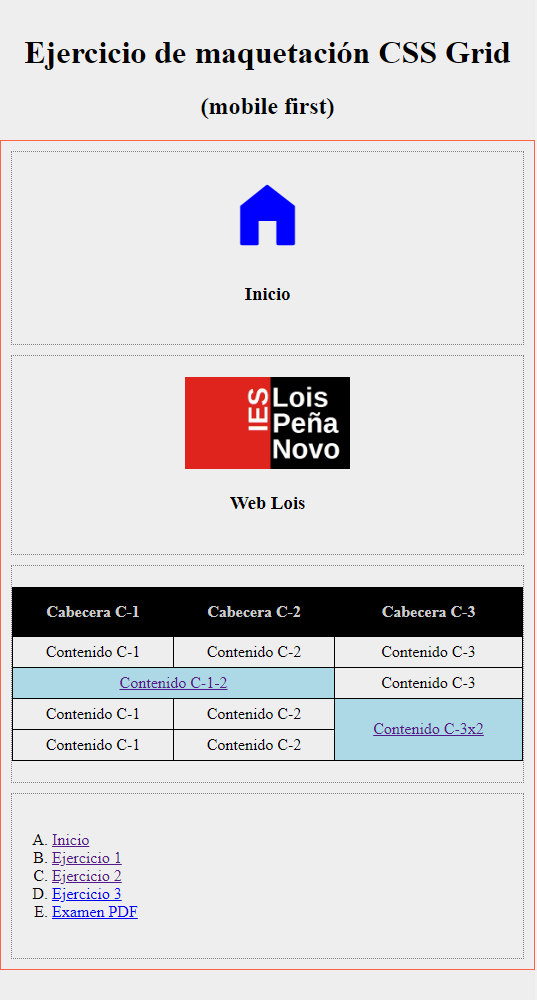 Ejercicio de maquetación CSS Grid
(mobile first)
Inicio
IES
Lois
Peña
Novo
Web Lois
Cabecera C-1 Cabecera C-2 Cabecera C-3
Contenido C-1 Contenido C-2 Contenido C-3
Contenido C-1-2 Contenido C-3
Contenido C-1 Contenido C-2 Contenido C-3x2
Contenido C-1 Contenido C-2
A. Inicio
B. Ejercicio 1
C. Ejercicio 2
D. Ejercicio 3
E. Examen PDF